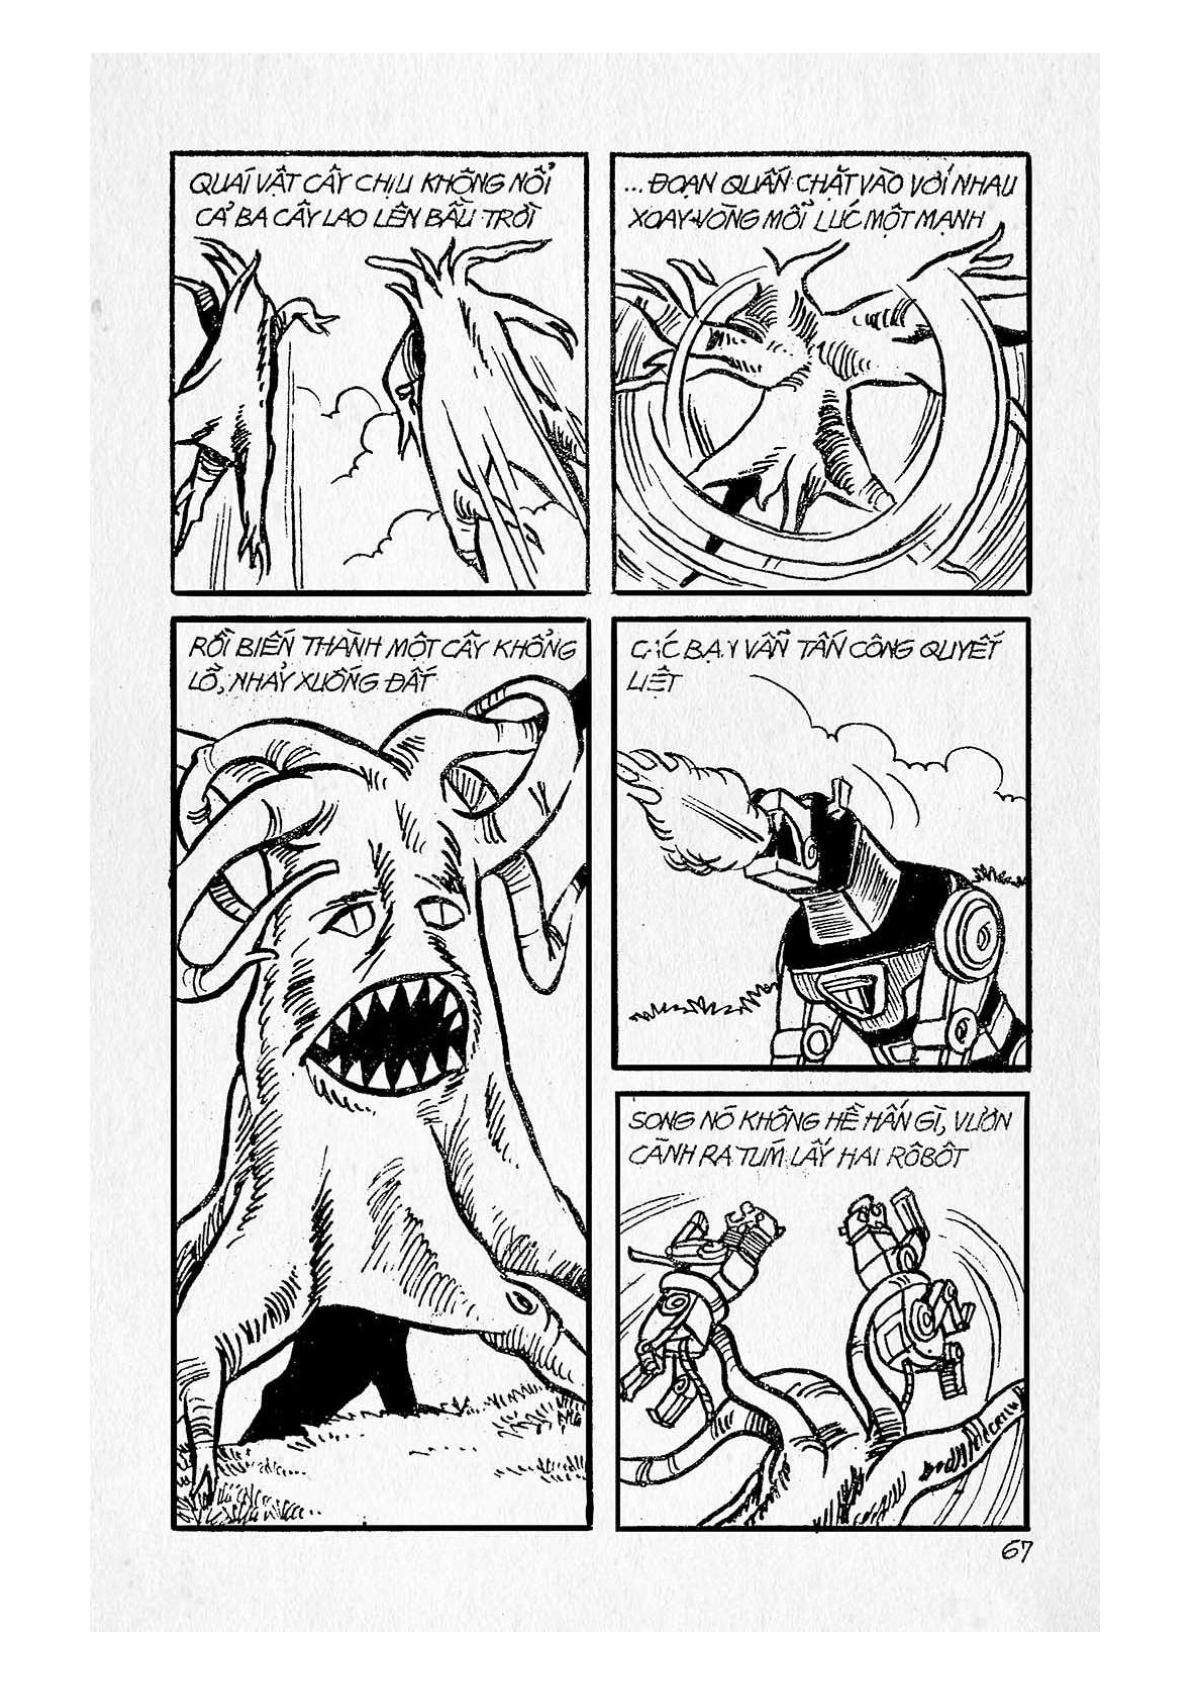 QUÁI VẬT CÂY CHỊU KHÔNG NỔI
CẢ BA CÂY LAO LÊN BẦU TRỜI
...ĐOẠN QUẤN CHẶT VÀO VỚI NHAU
XOAY VÒNG MỖI LÚC MỘT MẠNH
RỒI BIẾN THÀNH MỘT CÂY KHỔNG
LỒ, NHẢY XUỐNG ĐẤT
CÁC BẠN VẪN TẤN CÔNG QUYẾT
LIỆT
SONG NÓ KHÔNG HỀ HẤN GÌ, VƯƠN
CÀNH RA TÚM LẤY HAI RÔBÔT
67